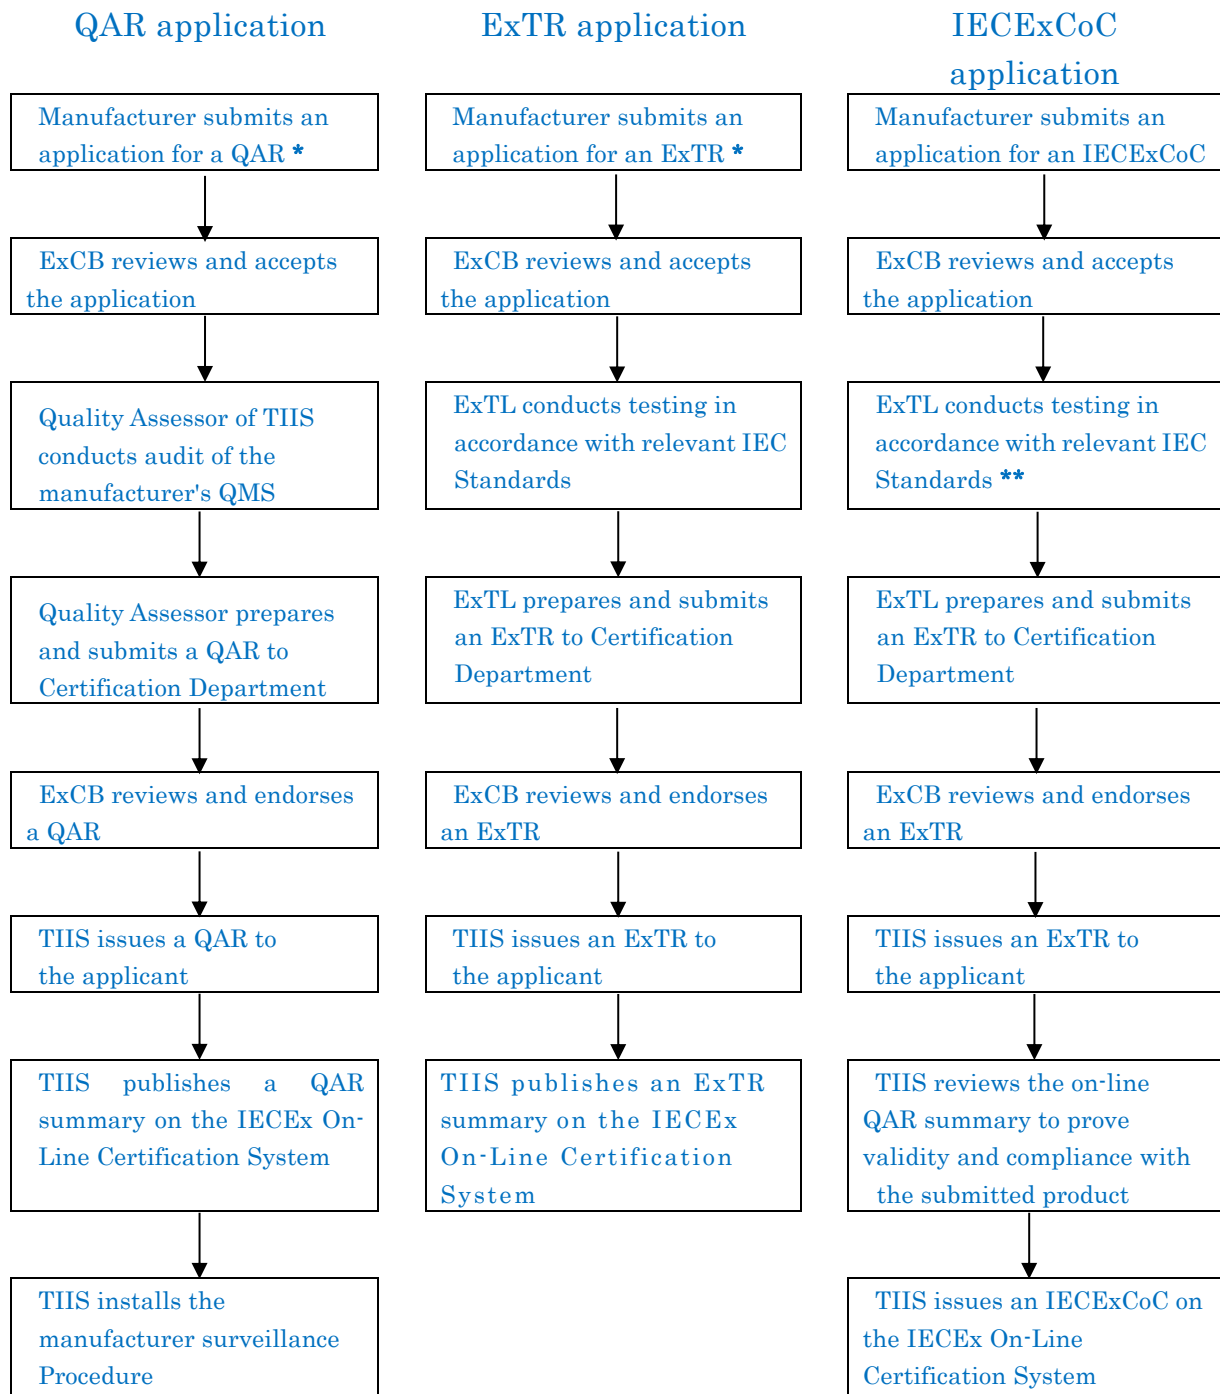 QAR application
Manufacturer submits an
application for a QAR *
ExCB reviews and accepts
the application
Quality Assessor of TIIS
conducts audit of the
manufacturer's QMS
Quality Assessor prepares
and submits a QAR to
Certification Department
ExCB reviews and endorses
a QAR
TIIS issues a QAR to
the applicant
TIIS publishes a QAR
summary on the IECEx On-
Line Certification System
TIIS installs the
manufacturer surveillance
Procedure
ExTR application
Manufacturer submits an
application for an ExTR *
ExCB reviews and accepts
the application
ExTL conducts testing in
accordance with relevant IEC
Standards
ExTL prepares and submits
an ExTR to Certification
Department
ExCB reviews and endorses
an ExTR
TIIS issues an ExTR to
the applicant
TIIS publishes an ExTR
summary on the IECEx
On-Line Certification
System
IECExCoC
application
Manufacturer submits an
application for an IECExCoC
ExCB reviews and accepts
the application
ExTL conducts testing in
accordance with relevant IEC
Standards **
ExTL prepares and submits
an ExTR to Certification
Department
ExCB reviews and endorses
an ExTR
TIIS issues an ExTR to
the applicant
TIIS reviews the on-line
QAR summary to prove
validity and compliance with
the submitted product
TIIS issues an IECExCoC on
the IECEx On-Line
Certification System